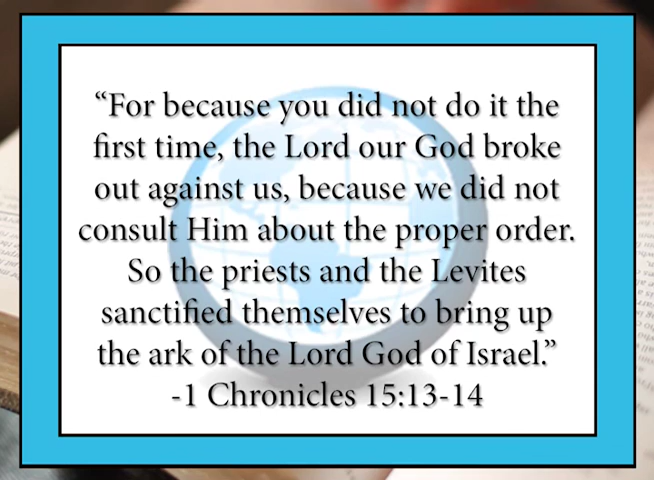 “For because you did not do it the
first time, the Lord our God broke
out against us, because we did not
consult Him about the proper order.
So the priests and the Levites
sanctified themselves to bring up
the ark of the Lord God of Israel.”
-1 Chronicles 15:13-14